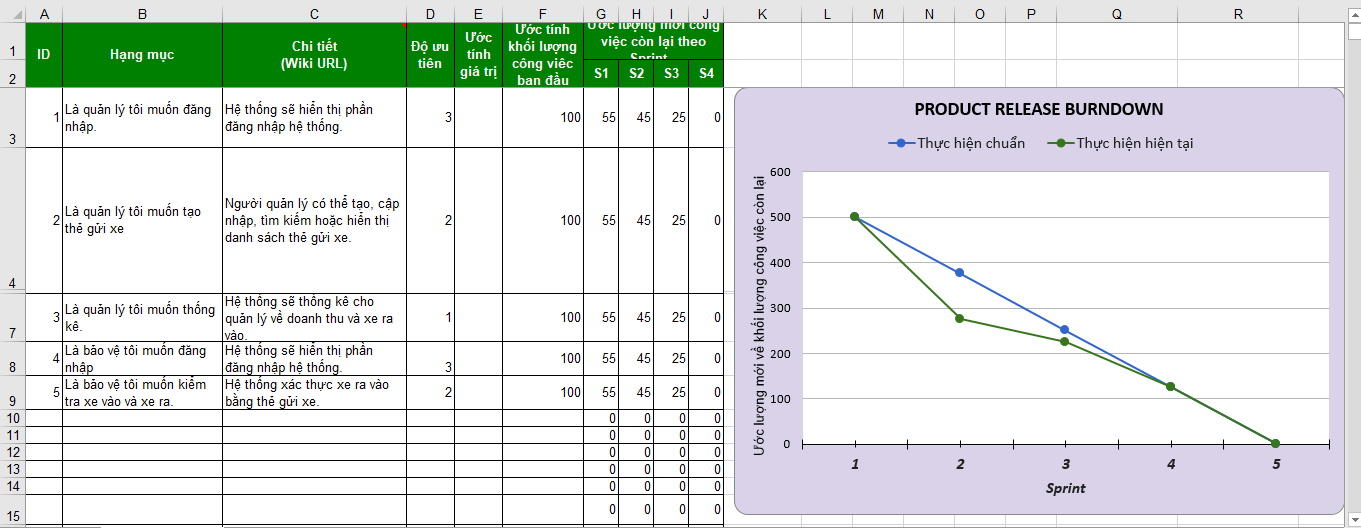 A B C D E F G H I J K L M N O P Q R
1 ID Hạng mục Chi tiết Độ ưu Ước Ước tính Ước lượng mới công
(Wiki URL) tiên tính khối lượng việc còn lại theo
giá trị công việc Sprint
ban đầu
2 S1 S2 S3 S4
3 1 Là quản lý tôi muốn đăng Hệ thống sẽ hiển thị phần 3 100 55 45 25 0
nhập. đăng nhập hệ thống.
4 2 Là quản lý tôi muốn tạo Người quản lý có thể tạo, cập 2 100 55 45 25 0
thẻ gửi xe nhập, tìm kiếm hoặc hiển thị
danh sách thẻ gửi xe.
7 3 Là quản lý tôi muốn thống Hệ thống sẽ thống kê cho 1 100 55 45 25 0
kê. quản lý về doanh thu và xe ra
vào.
8 4 Là bảo vệ tôi muốn đăng Hệ thống sẽ hiển thị phần 3 100 55 45 25 0
nhập đăng nhập hệ thống.
9 5 Là bảo vệ tôi muốn kiểm Hệ thống xác thực xe ra vào 2 100 55 45 25 0
tra xe vào và xe ra. bằng thẻ gửi xe.
10 0 0 0 0
11 0 0 0 0
12 0 0 0 0
13 0 0 0 0
14 0 0 0 0
15 0 0 0 0
PRODUCT RELEASE BURNDOWN
Thực hiện chuẩn Thực hiện hiện tại
Ước lượng mới về khối lượng công việc còn lại
600
500
400
300
200
100
0
1 2 3 4 5
Sprint